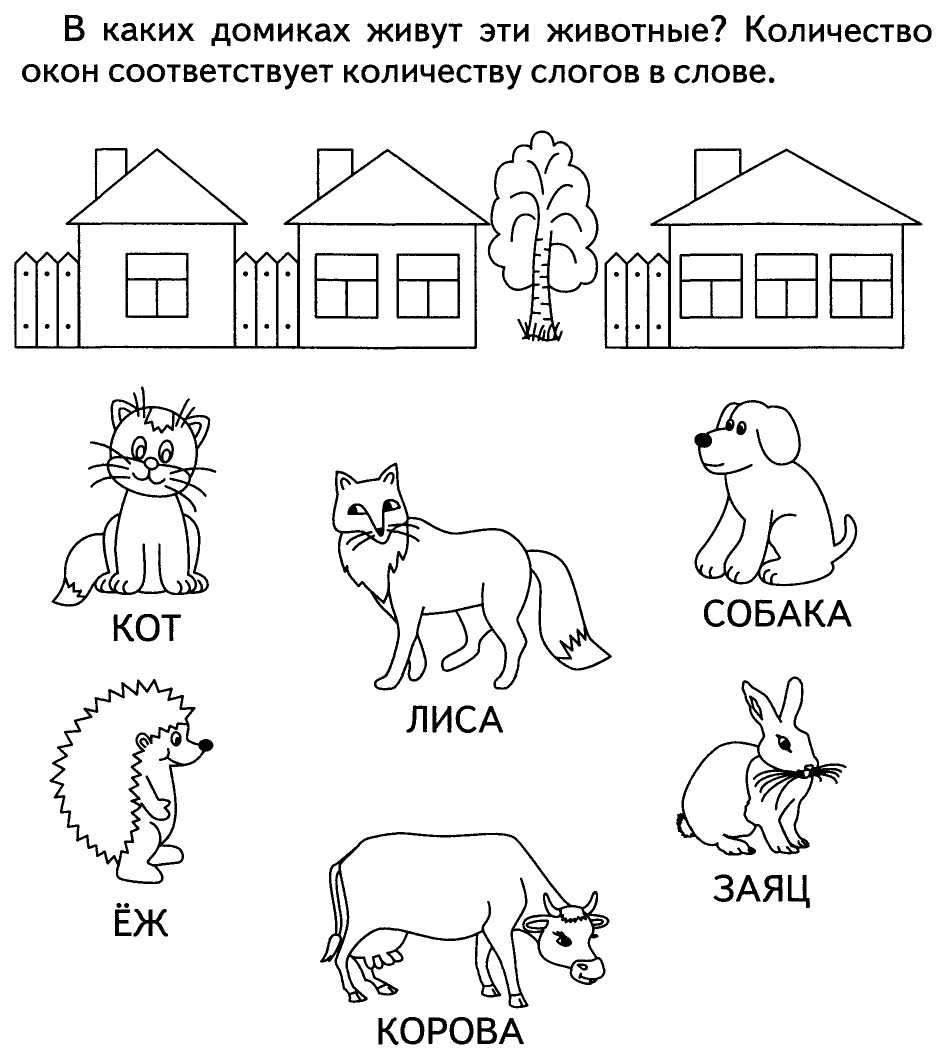 В каких домиках живут эти животные? Количество
окон соответствует количеству слогов в слове.
КОТ
ЛИСА
СОБАКА
ЁЖ
КОРОВА
ЗАЯЦ